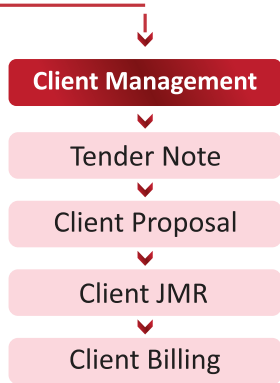 Client Management
Tender Note
Client Proposal
Client JMR
Client Billing